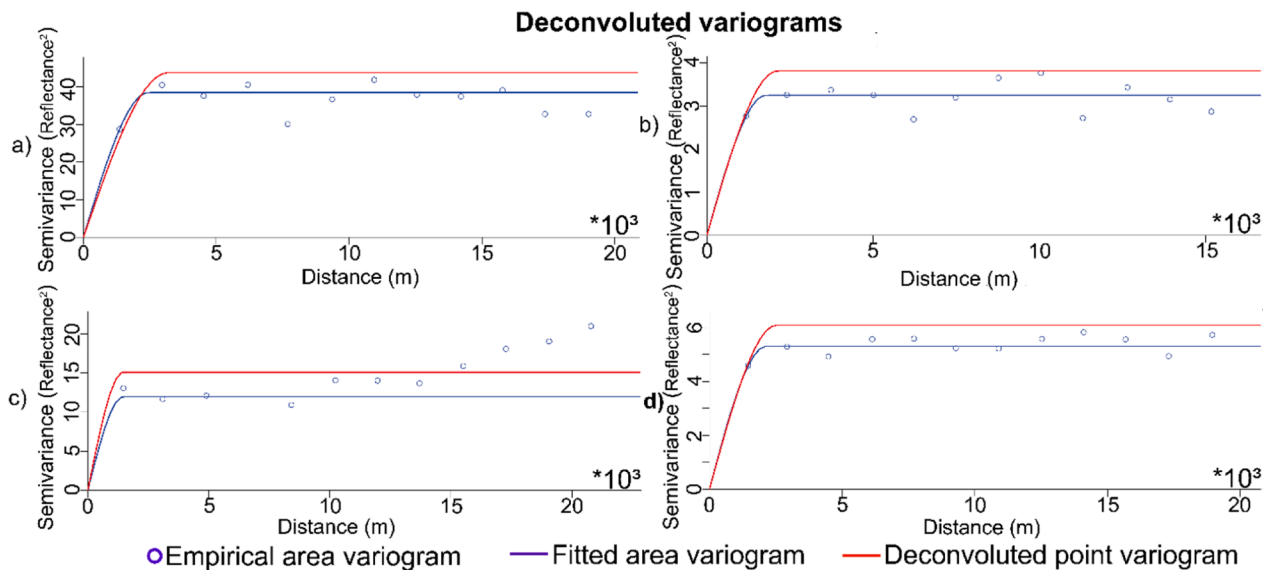 Deconvoluted variograms
a)
Semivariance (Reflectance²)
0 10 20 30 40
0 5 10 15 20
*10³
Distance (m)
b)
Semivariance (Reflectance²)
0 1 2 3 4
0 5 10 15
*10³
Distance (m)
c)
Semivariance (Reflectance²)
0 5 10 15 20
0 5 10 15 20
*10³
Distance (m)
d)
Semivariance (Reflectance²)
0 2 4 6
0 5 10 15 20
*10³
Distance (m)
Empirical area variogram Fitted area variogram Deconvoluted point variogram